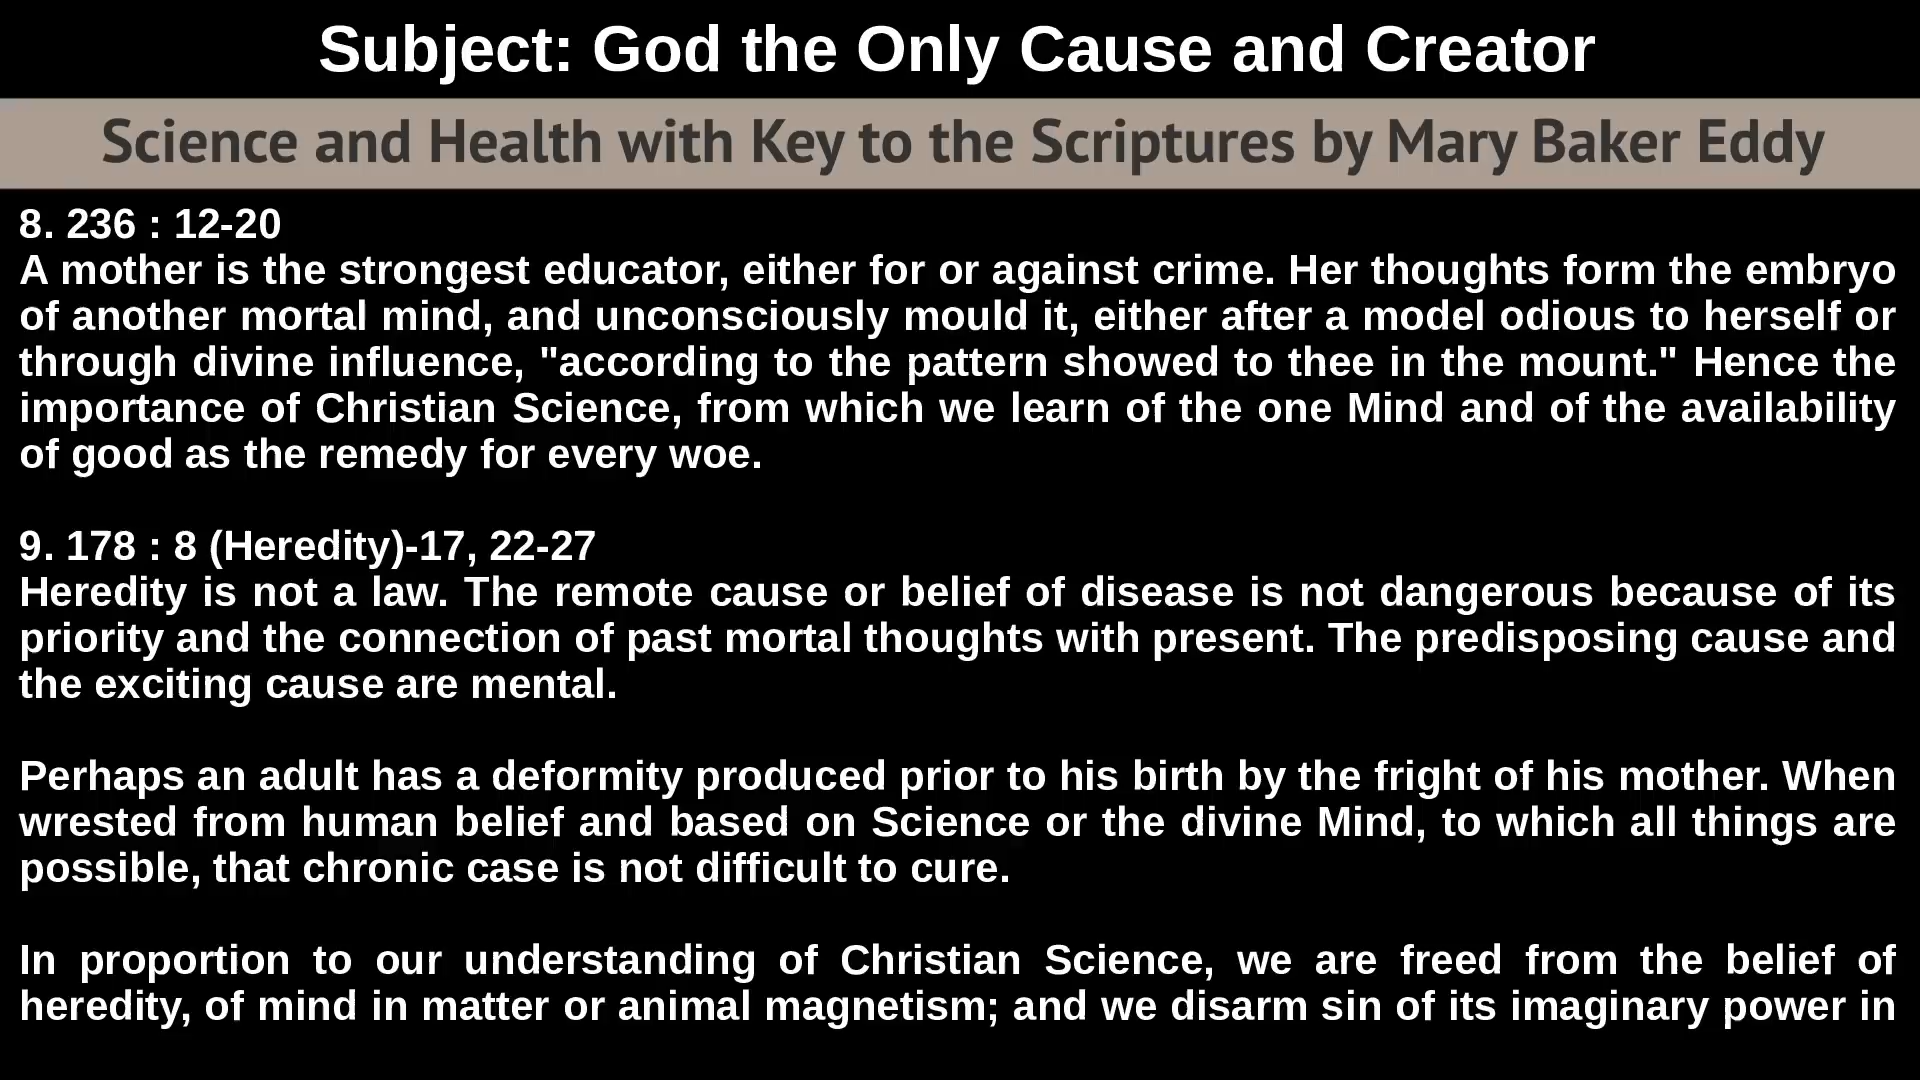 Subject: God the Only Cause and Creator
Science and Health with Key to the Scriptures by Mary Baker Eddy
8. 236 : 12-20
A mother is the strongest educator, either for or against crime. Her thoughts form the embryo
of another mortal mind, and unconsciously mould it, either after a model odious to herself or
through divine influence, "according to the pattern showed to thee in the mount." Hence the
importance of Christian Science, from which we learn of the one Mind and of the availability
of good as the remedy for every woe.
9. 178 : 8 (Heredity)-17, 22-27
Heredity is not a law. The remote cause or belief of disease is not dangerous because of its
priority and the connection of past mortal thoughts with present. The predisposing cause and
the exciting cause are mental.
Perhaps an adult has a deformity produced prior to his birth by the fright of his mother. When
wrested from human belief and based on Science or the divine Mind, to which all things are
possible, that chronic case is not difficult to cure.
In proportion to our understanding of Christian Science, we are freed from the belief of
heredity, of mind in matter or animal magnetism; and we disarm sin of its imaginary power in